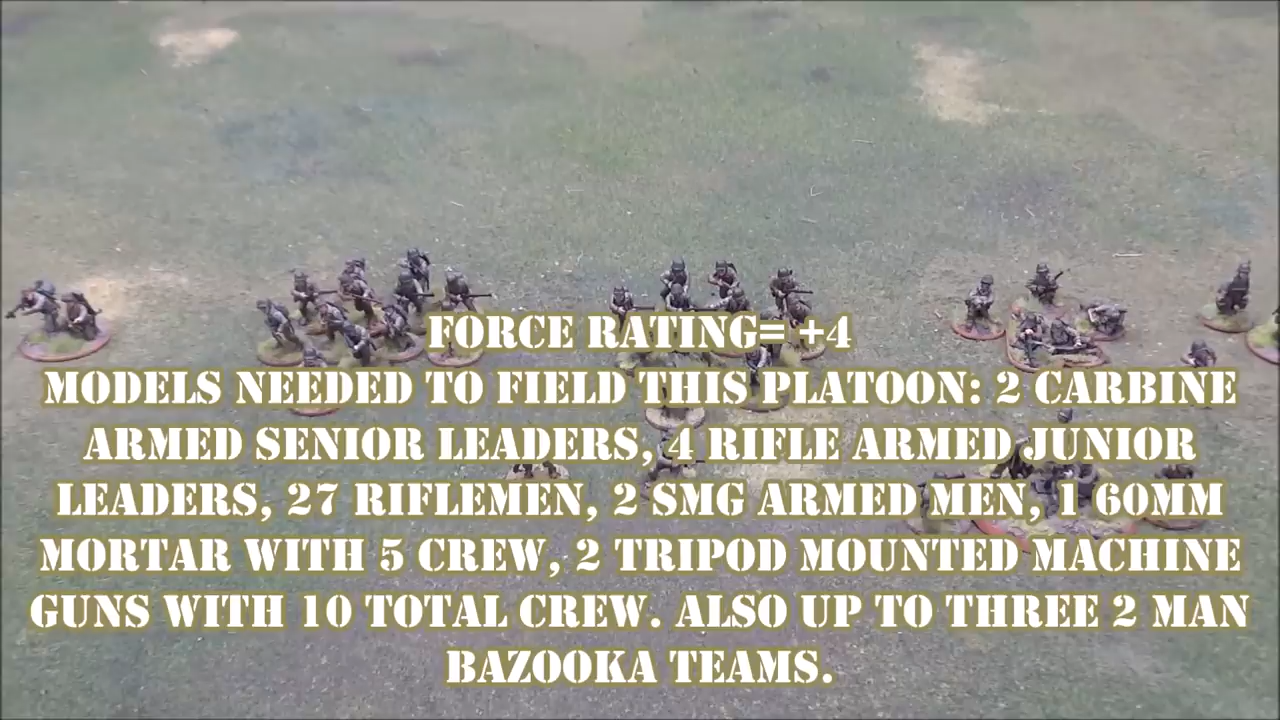 FORCE RATING= +4
MODELS NEEDED TO FIELD THIS PLATOON: 2 CARBINE
ARMED SENIOR LEADERS, 4 RIFLE ARMED JUNIOR
LEADERS, 27 RIFLEMEN, 2 SMG ARMED MEN, 1 60MM
MORTAR WITH 5 CREW, 2 TRIPOD MOUNTED MACHINE
GUNS WITH 10 TOTAL CREW. ALSO UP TO THREE 2 MAN
BAZOOKA TEAMS.